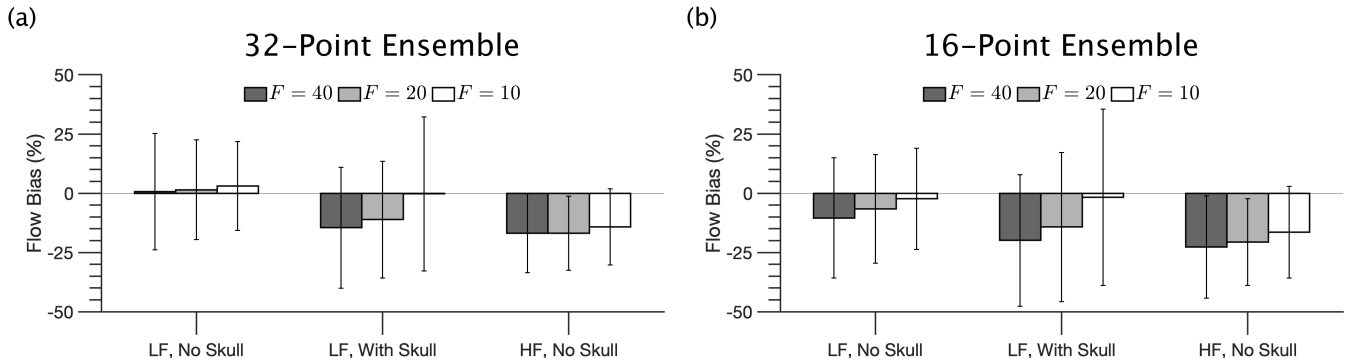 (a)
32-Point Ensemble
F = 40 F = 20 F = 10
Flow Bias (%)
50
25
0
-25
-50
LF, No Skull LF, With Skull HF, No Skull
(b)
16-Point Ensemble
F = 40 F = 20 F = 10
Flow Bias (%)
50
25
0
-25
-50
LF, No Skull LF, With Skull HF, No Skull